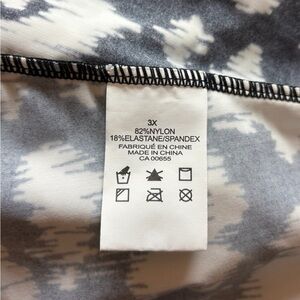 3X
82%NYLON
18%ELASTANE/SPANDEX
FABRIQUÉ EN CHINE
MADE IN CHINA
CA 00655